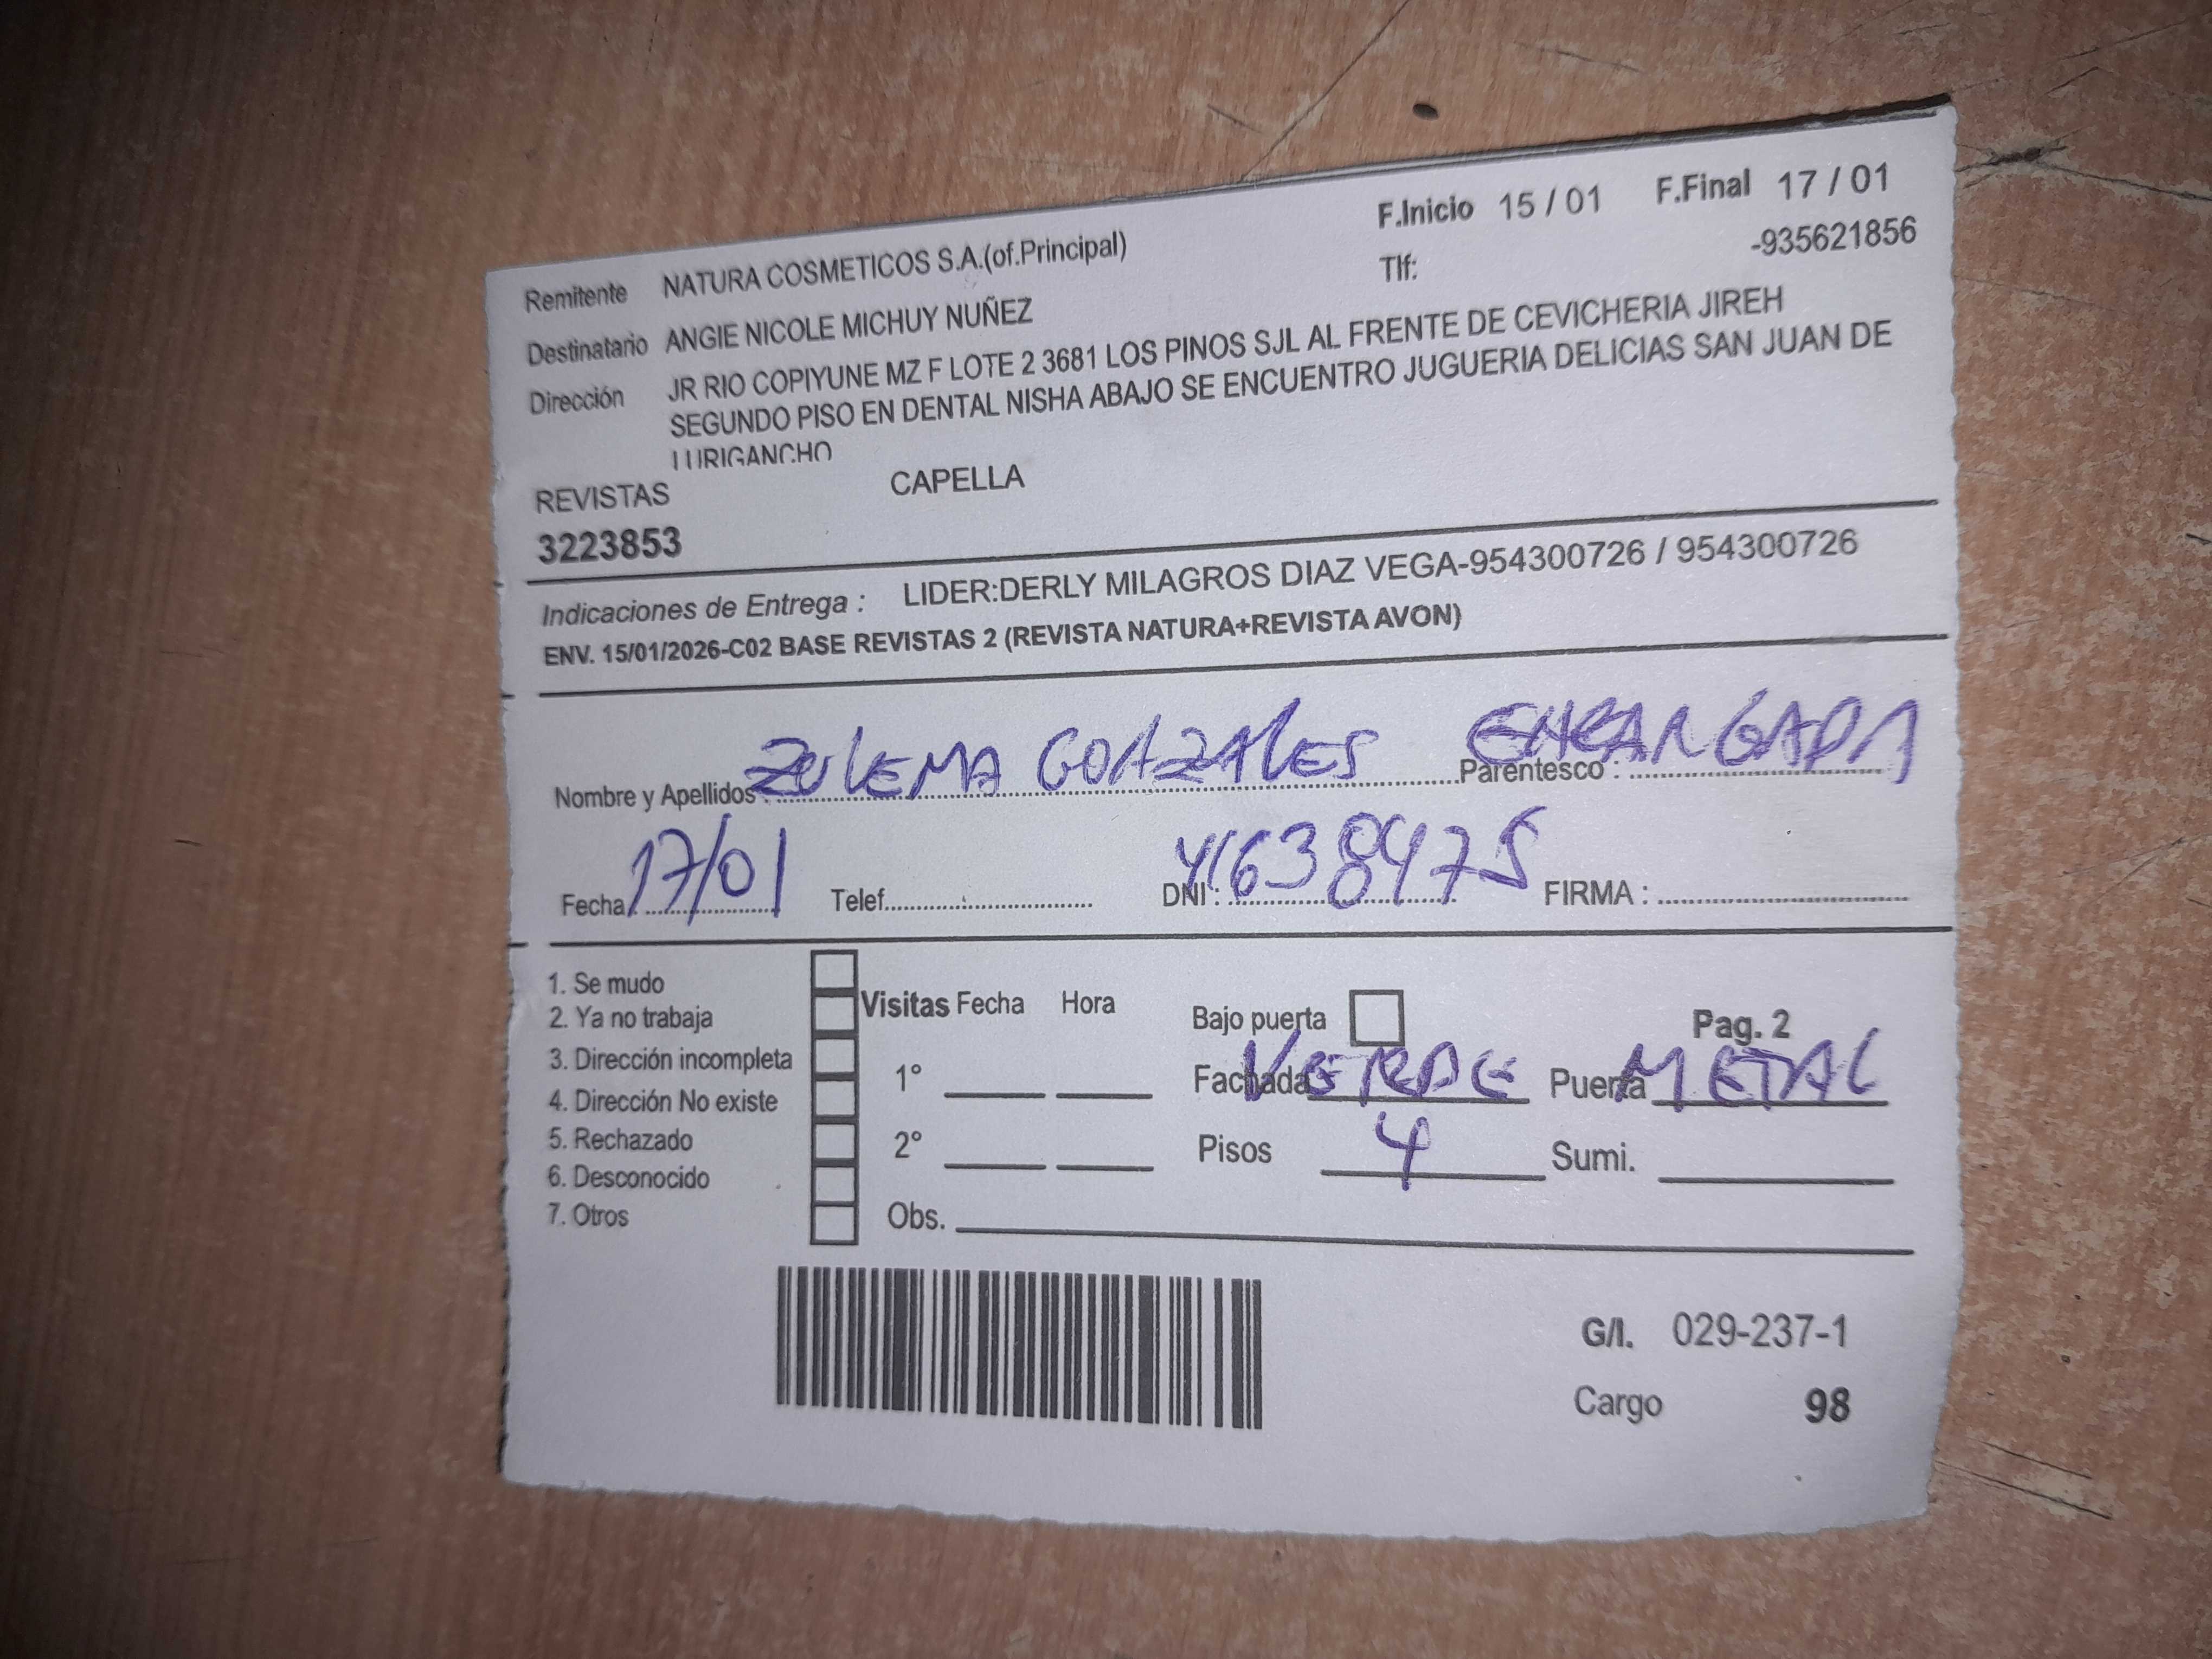 F.Inicio 15 / 01 F.Final 17 / 01
Remitente NATURA COSMETICOS S.A.(of.Principal) Tlf: -935621856
Destinatario ANGIE NICOLE MICHUY NUÑEZ
Dirección JR RIO COPIYUNE MZ F LOTE 2 3681 LOS PINOS SJL AL FRENTE DE CEVICHERIA JIREH
SEGUNDO PISO EN DENTAL NISHA ABAJO SE ENCUENTRO JUGUERIA DELICIAS SAN JUAN DE
LURIGANCHO
REVISTAS CAPELLA
3223853
Indicaciones de Entrega : LIDER:DERLY MILAGROS DIAZ VEGA-954300726 / 954300726
ENV. 15/01/2026-C02 BASE REVISTAS 2 (REVISTA NATURA+REVISTA AVON)
Nombre y Apellidos : ZULEMA GONZALES Parentesco : ENCARGADA
Fecha 17/01 Telef. DNI : 41638475 FIRMA :
1. Se mudo
2. Ya no trabaja
3. Dirección incompleta
4. Dirección No existe
5. Rechazado
6. Desconocido
7. Otros
Visitas Fecha Hora
1°
2°
Obs.
Bajo puerta Pag. 2
Fachada VERDE Puerta METAL
Pisos 4 Sumi.
G/I. 029-237-1
Cargo 98